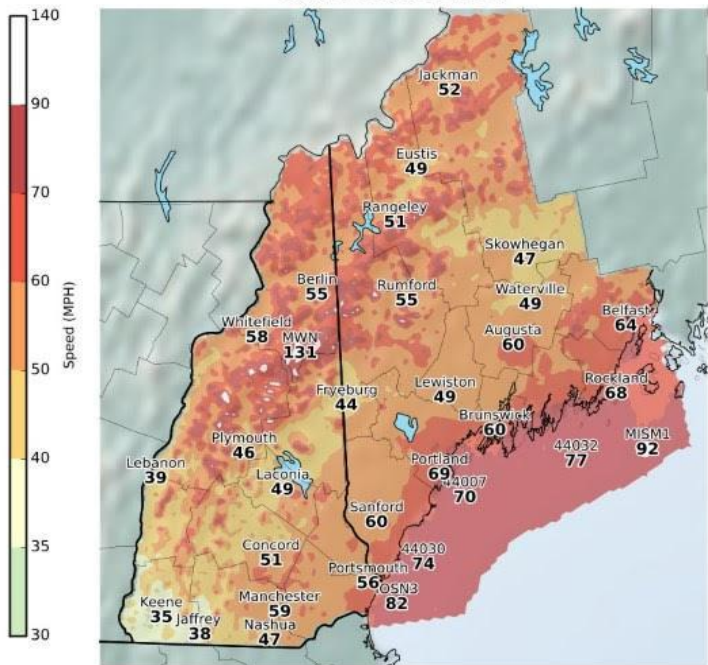 140
90
70
60
50
40
35
30
Speed (MPH)
Jackman
52
Eustis
49
Rangeley
51
Skowhegan
47
Berlin
55
Rumford
55
Waterville
49
Belfast
64
Whitefield
58
MWN
131
Augusta
60
Fryeburg
44
Lewiston
49
Rockland
68
Brunswick
60
Plymouth
46
Lebanon
39
Laconia
49
Portland
69
44007
70
44032
77
MISM1
92
Sanford
60
Concord
51
44030
74
Portsmouth
56
IOSN3
82
Keene
35
Jaffrey
38
Manchester
59
Nashua
47